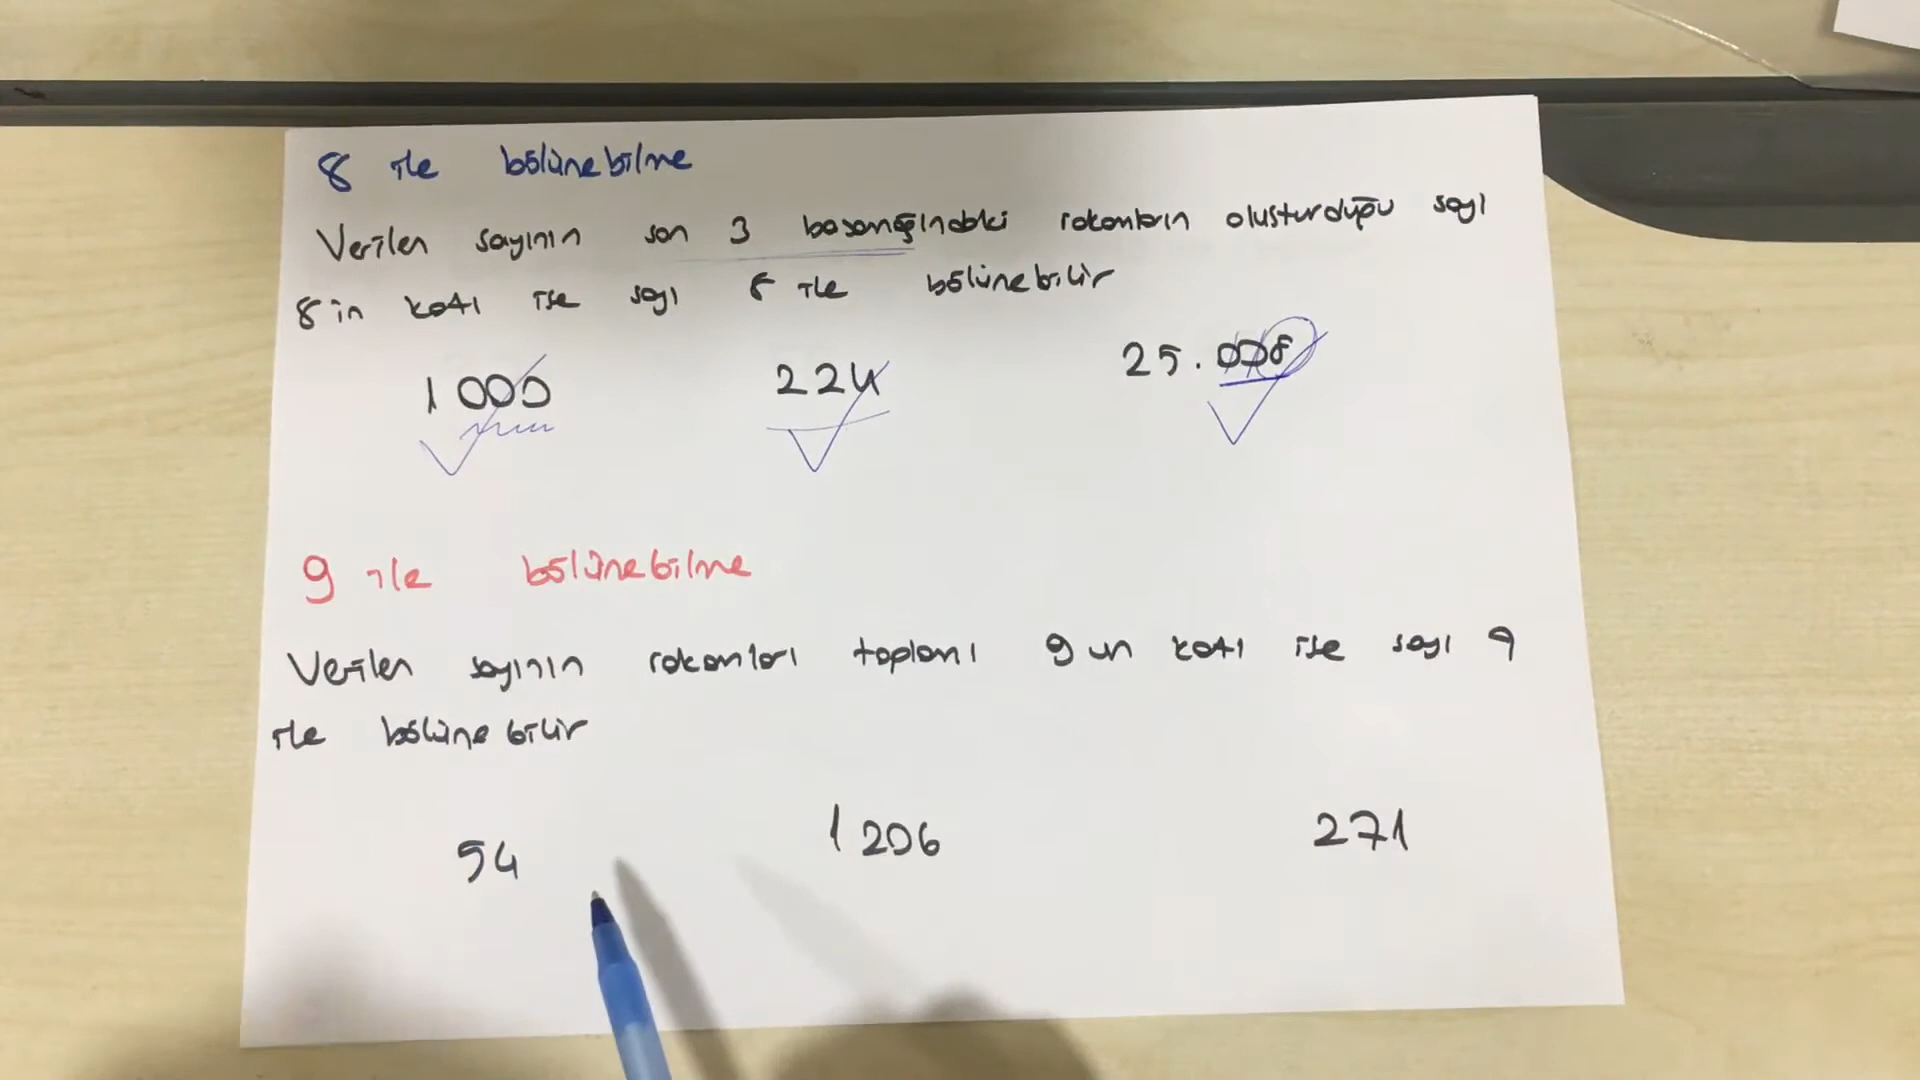 8 ile bölünebilme
Verilen sayının son 3 basamağındaki rakamların oluşturduğu sayı
8 in katı ise sayı 8 ile bölünebilir
1000 224 25.008
9 ile bölünebilme
Verilen sayının rakamları toplamı 9 un katı ise sayı 9
ile bölünebilir
54 1206 271